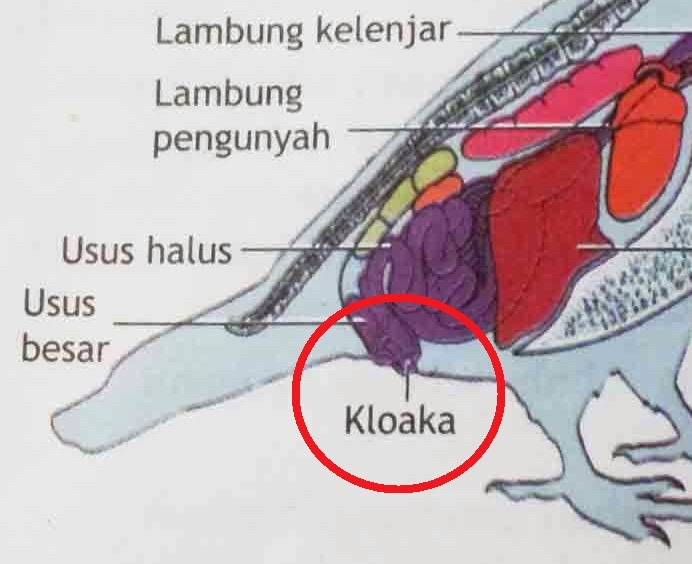 Lambung kelenjar
Lambung
pengunyah
Usus halus
Usus
besar
Kloaka